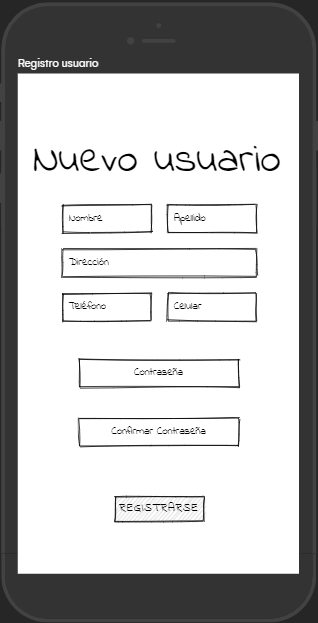 Registro usuario
Nuevo usuario
Nombre Apellido
Dirección
Teléfono Celular
Contraseña
Confirmar Contraseña
REGISTRARSE